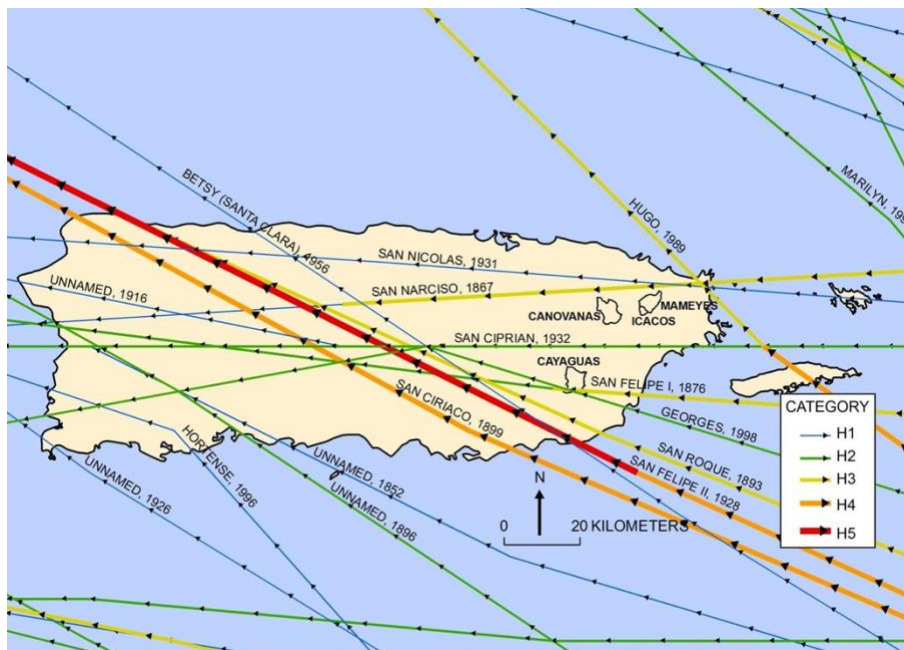 BETSY (SANTA CLARA), 4956
HUGO, 1989
MARILYN, 199
SAN NICOLAS, 1931
UNNAMED, 1916
SAN NARCISO, 1867
MAMEYES
CANOVANAS
ICACOS
SAN CIPRIAN, 1932
CAYAGUAS
SAN FELIPE I, 1876
SAN CIRIACO, 1899
GEORGES, 1998
HORTENSE, 1996
SAN ROQUE, 1893
UNNAMED, 1926
UNNAMED, 1852
SAN FELIPE II, 1928
UNNAMED, 1896
N
0 20 KILOMETERS
CATEGORY
H1
H2
H3
H4
H5